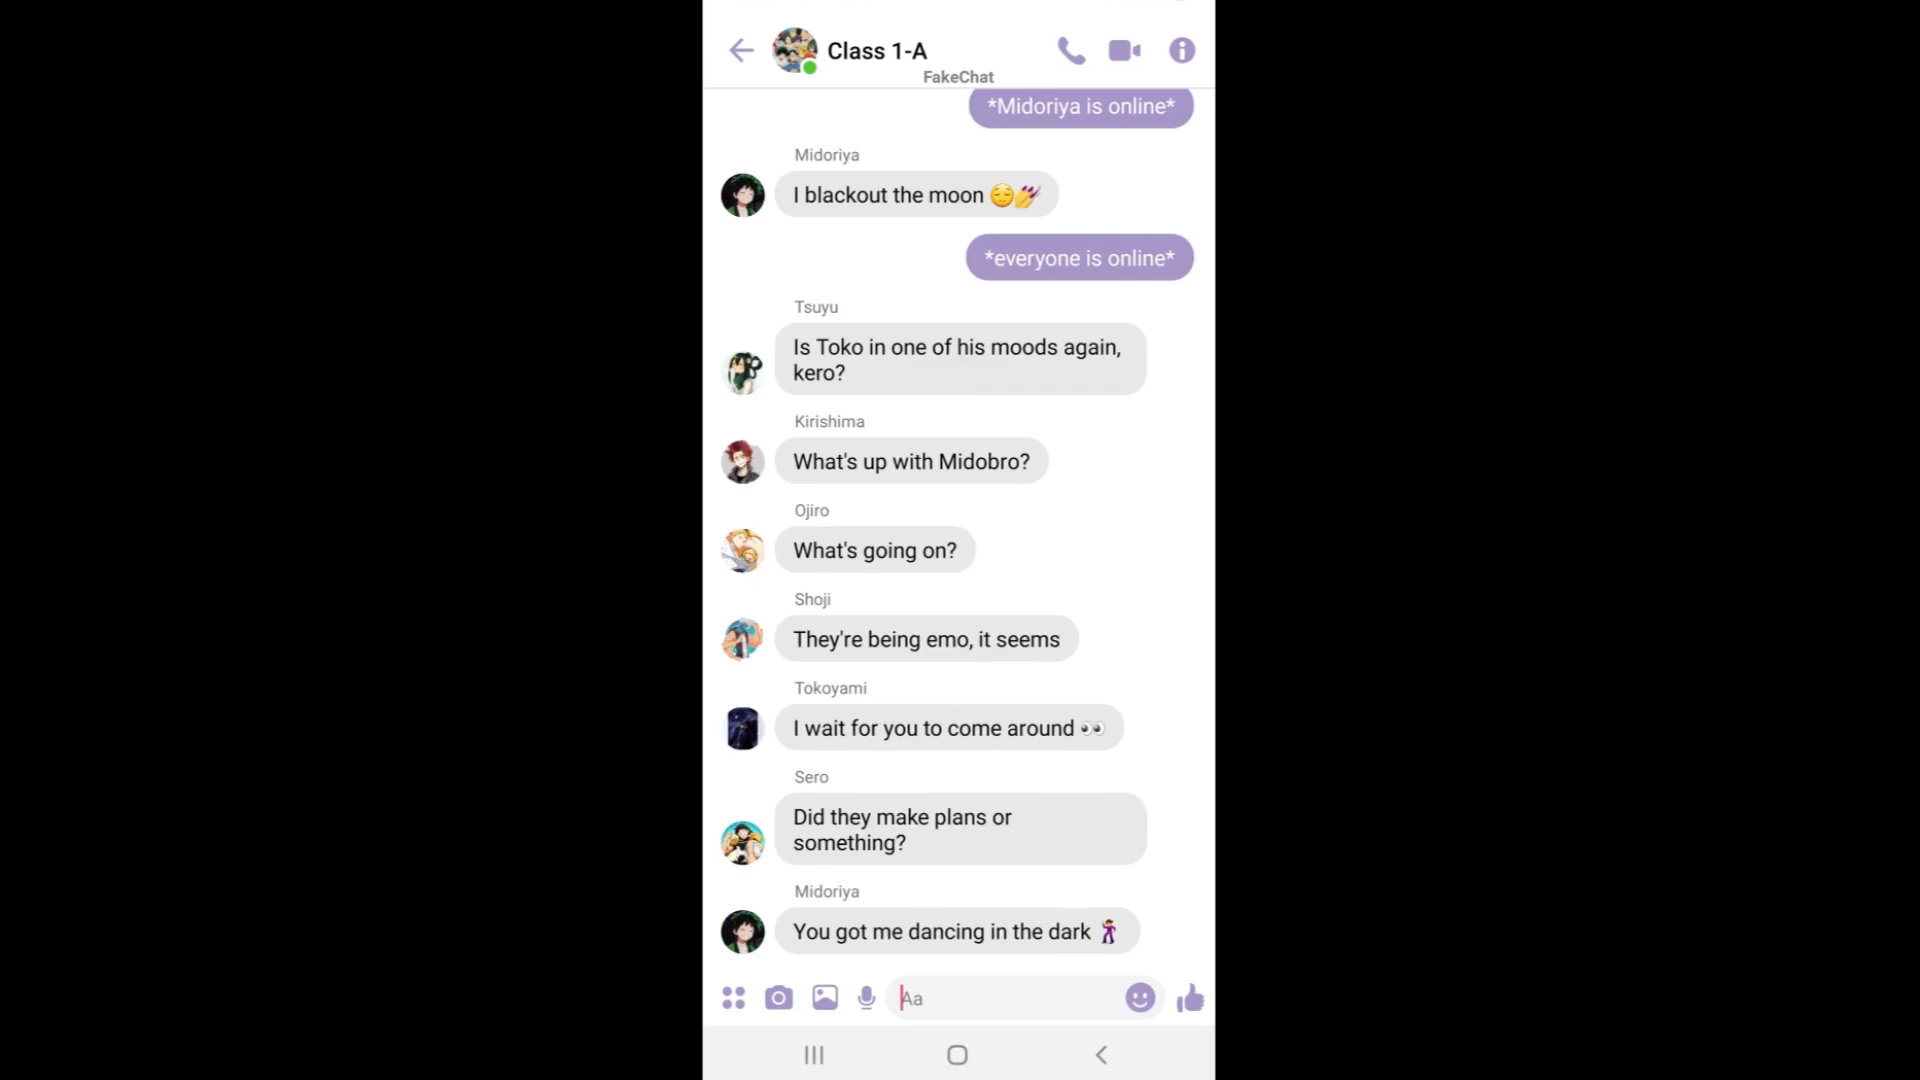 Class 1-A
FakeChat
*Midoriya is online*
Midoriya
I blackout the moon 😌💅
*everyone is online*
Tsuyu
Is Toko in one of his moods again,
kero?
Kirishima
What's up with Midobro?
Ojiro
What's going on?
Shoji
They're being emo, it seems
Tokoyami
I wait for you to come around 👀
Sero
Did they make plans or
something?
Midoriya
You got me dancing in the dark 🕺
Aa